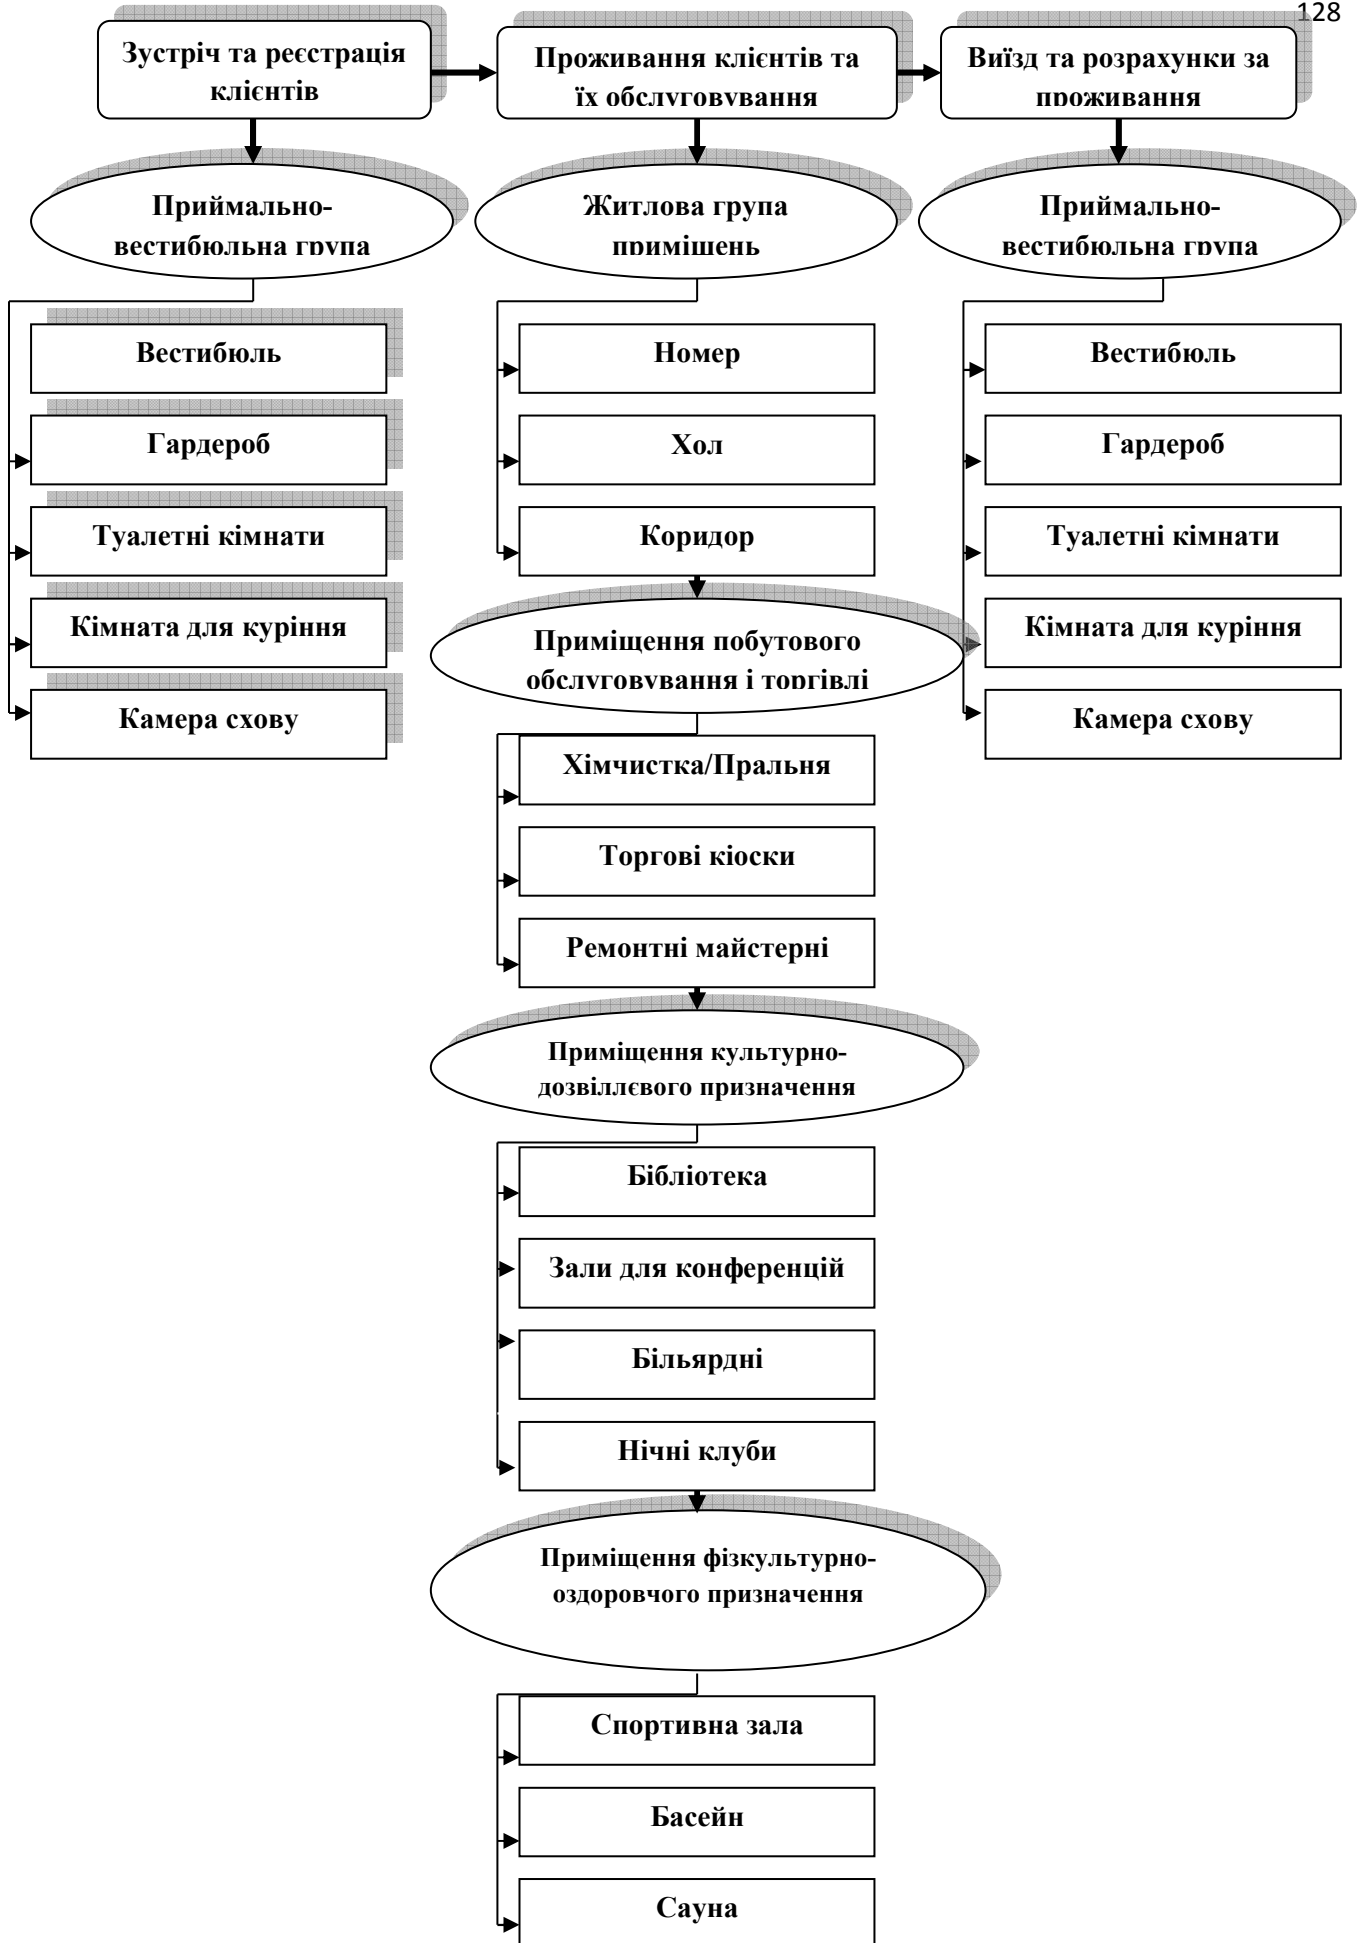 128
Зустріч та реєстрація
клієнтів
Проживання клієнтів та
їх обслуговування
Виїзд та розрахунки за
проживання
Приймально-
вестибюльна група
Житлова група
приміщень
Приймально-
вестибюльна група
Вестибюль
Гардероб
Туалетні кімнати
Кімната для куріння
Камера схову
Номер
Хол
Коридор
Вестибюль
Гардероб
Туалетні кімнати
Кімната для куріння
Камера схову
Приміщення побутового
обслуговування і торгівлі
Хімчистка/Пральня
Торгові кіоски
Ремонтні майстерні
Приміщення культурно-
дозвіллєвого призначення
Бібліотека
Зали для конференцій
Більярдні
Нічні клуби
Приміщення фізкультурно-
оздоровчого призначення
Спортивна зала
Басейн
Сауна